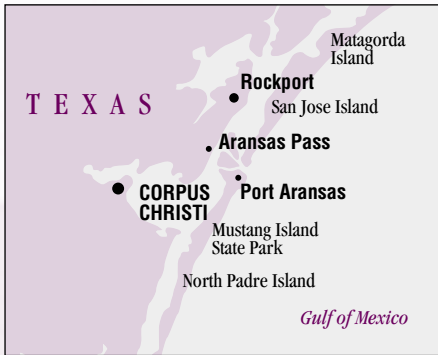 Matagorda
Island
Rockport
TEXAS
San Jose Island
Aransas Pass
CORPUS
CHRISTI
Port Aransas
Mustang Island
State Park
North Padre Island
Gulf of Mexico